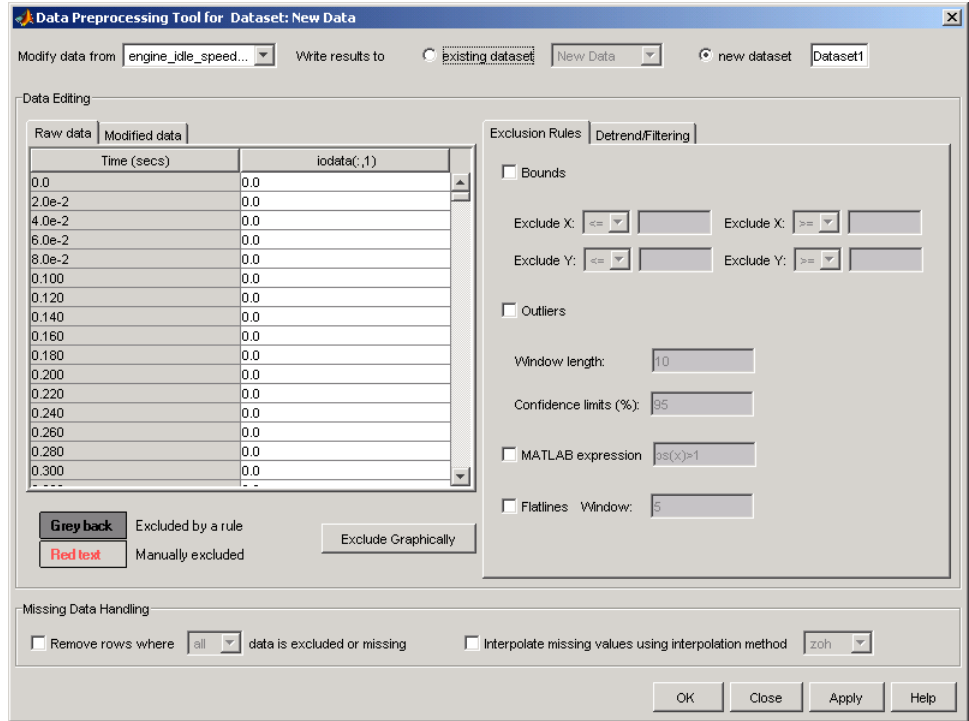 Data Preprocessing Tool for Dataset: New Data
Modify data from engine_idle_speed... Write results to existing dataset New Data new dataset Dataset1
Data Editing
Raw data Modified data
Time (secs) iodata(:,1)
0.0 0.0
2.0e-2 0.0
4.0e-2 0.0
6.0e-2 0.0
8.0e-2 0.0
0.100 0.0
0.120 0.0
0.140 0.0
0.160 0.0
0.180 0.0
0.200 0.0
0.220 0.0
0.240 0.0
0.260 0.0
0.280 0.0
0.300 0.0
Grey back Excluded by a rule
Red text Manually excluded
Exclude Graphically
Exclusion Rules Detrend/Filtering
Bounds
Exclude X: <= Exclude X: >=
Exclude Y: <= Exclude Y: >=
Outliers
Window length: 10
Confidence limits (%): 95
MATLAB expression os(x)>1
Flatlines Window: 5
Missing Data Handling
Remove rows where all data is excluded or missing Interpolate missing values using interpolation method zoh
OK Close Apply Help